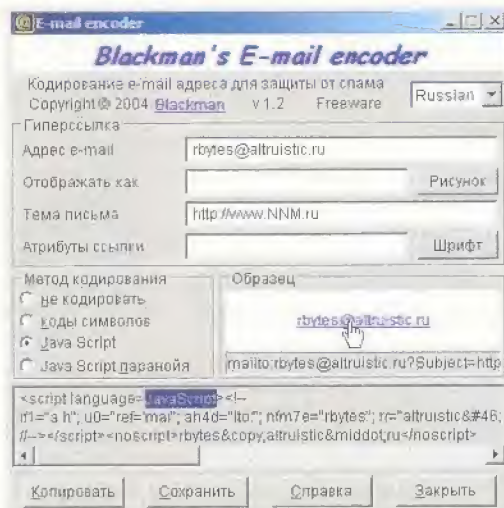 E-mail encoder
Blackman's E-mail encoder
Кодирование e-mail адреса для защиты от спама
Copyright© 2004 Blackman v 1.2 Freeware
Russian
Гиперссылка
Адрес e-mail
rbytes@altruistic.ru
Отображать как
Рисунок
Тема письма
http://www.NNM.ru
Атрибуты ссылки
Шрифт
Метод кодирования
не кодировать
коды символов
Java Script
Java Script паранойя
Образец
rbytes@altruistic.ru
mailto:rbytes@altruistic.ru?Subject=http
<script language=JavaScript><!--
"a h"; u0="ref='mai"; ah4d="lto:"; nfm7e="rbytes"; rr="altruistic&#46;
//--></script><noscript>rbytes&copy;altruistic&middot;ru</noscript>
Копировать
Сохранить
Справка
Закрыть